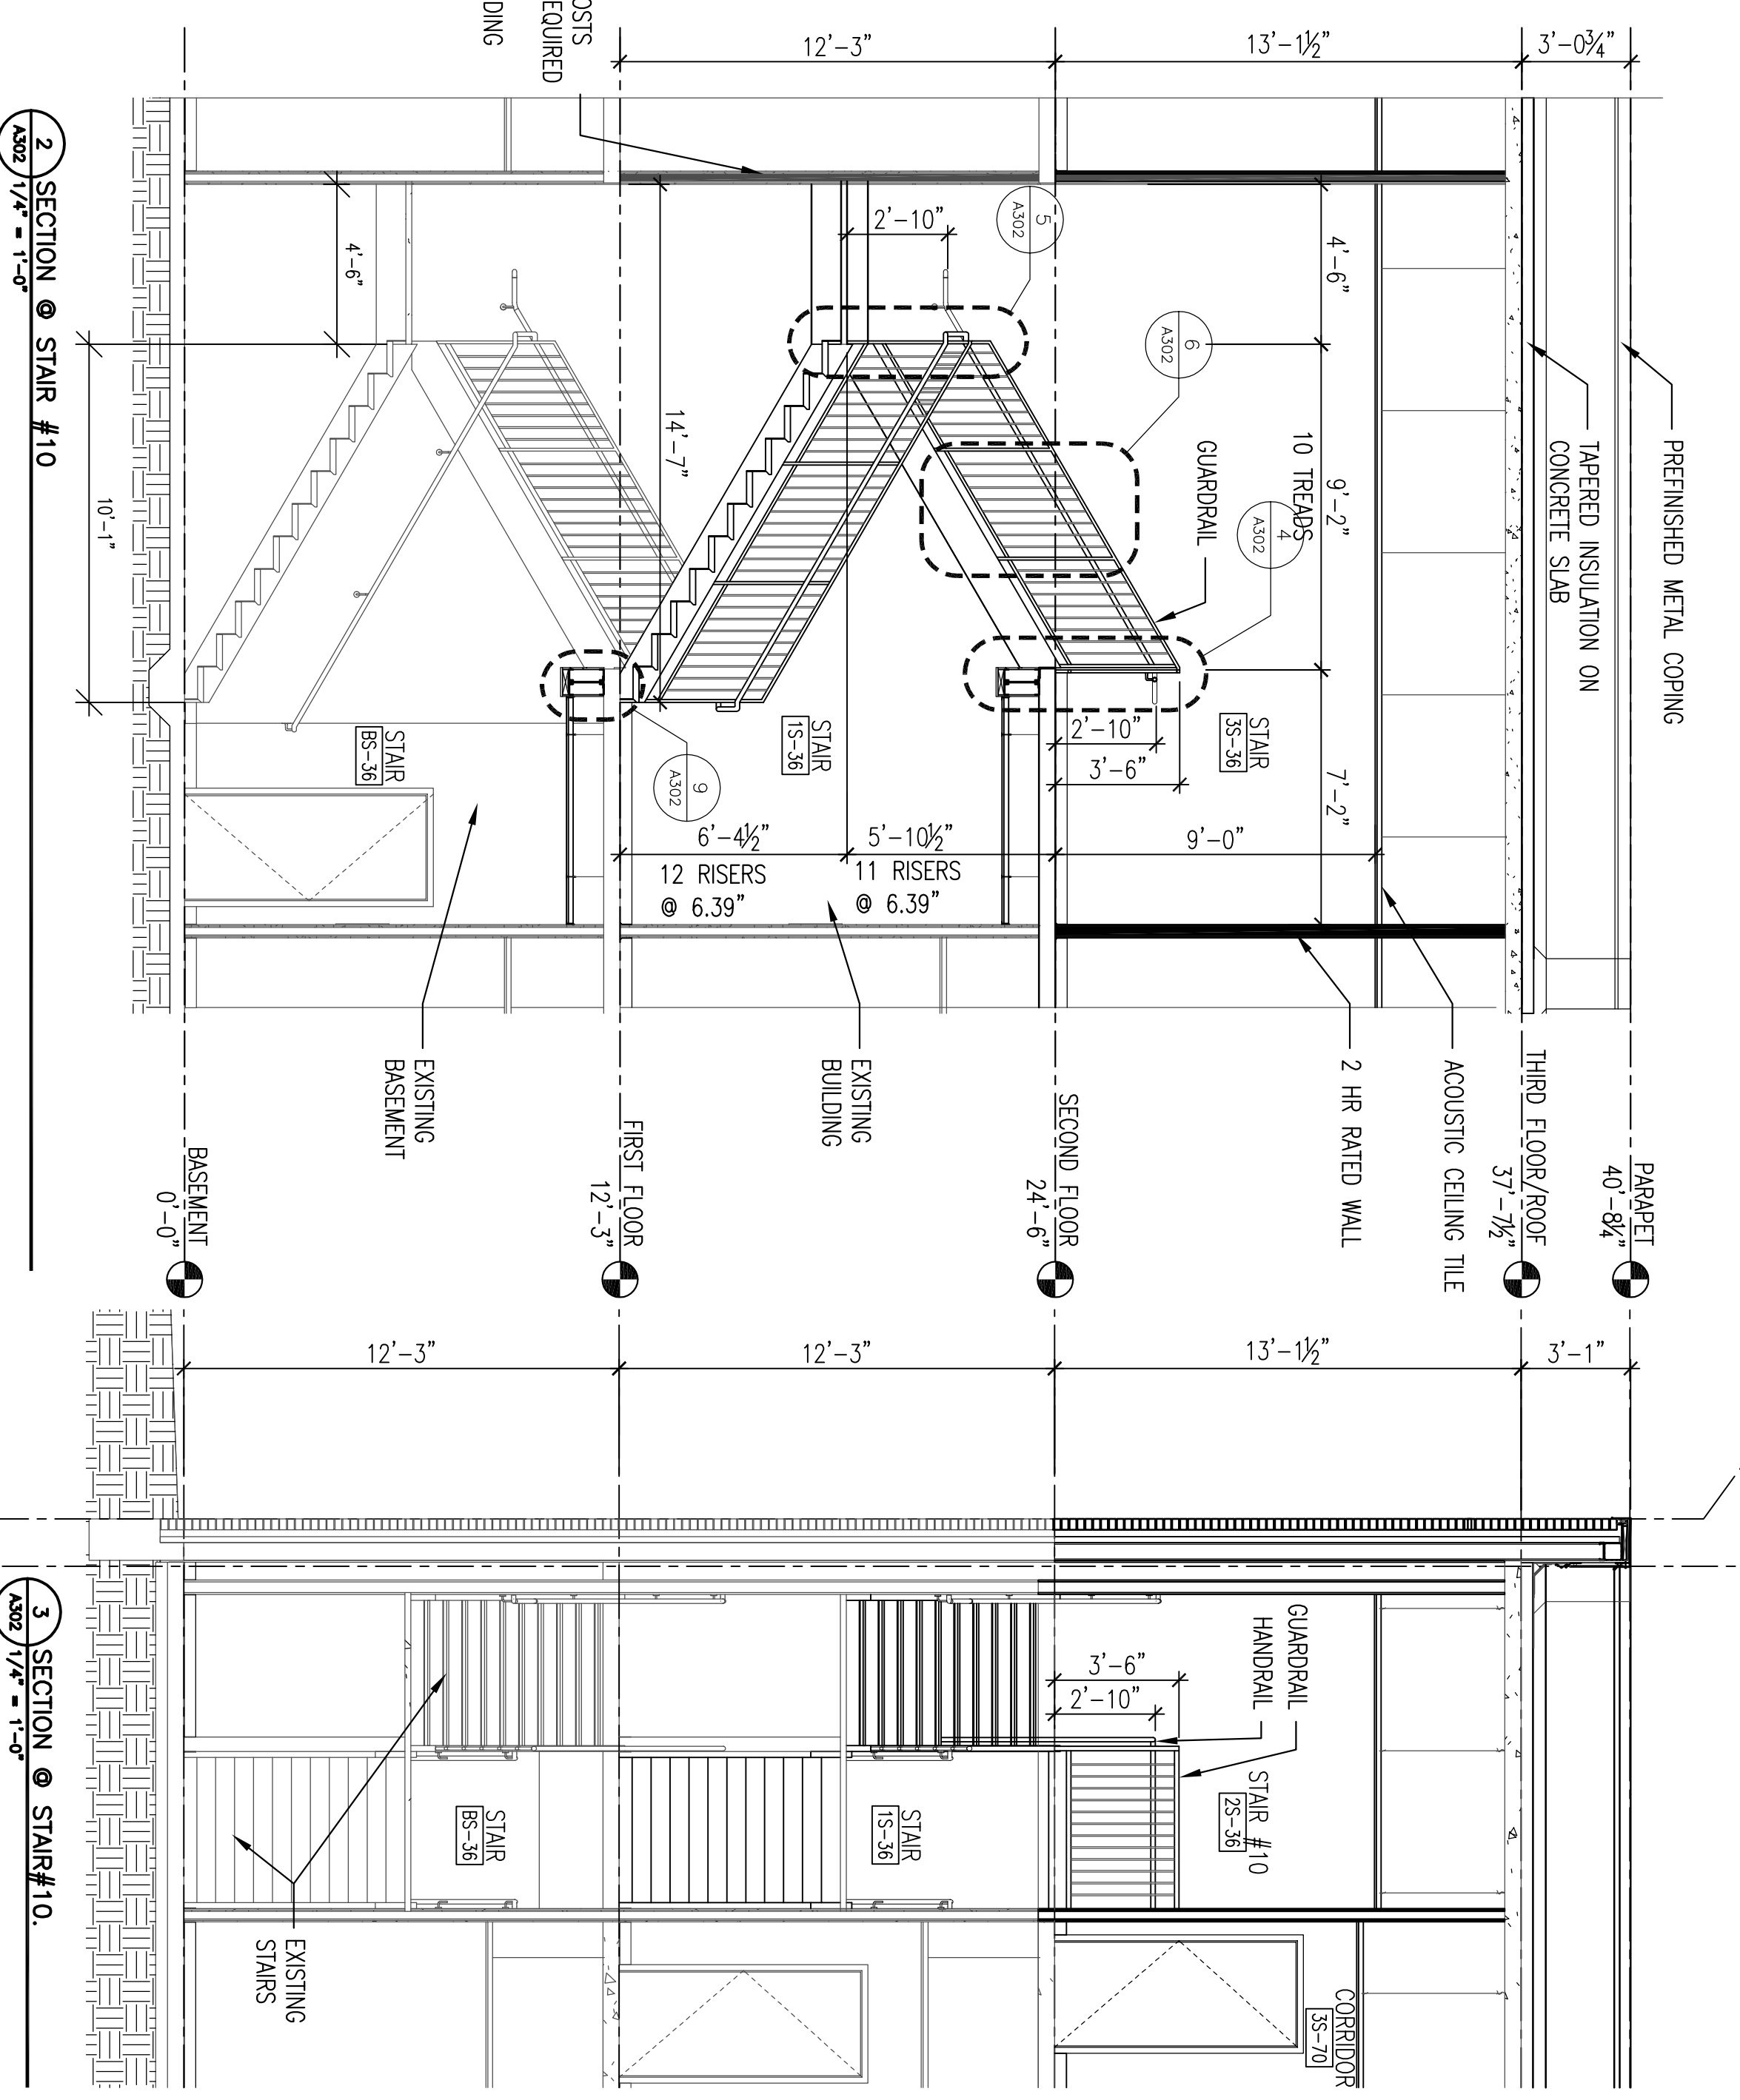 OSTS
EQUIRED
DING
12'-3"
13'-1½"
3'-0¾"
PREFINISHED METAL COPING
TAPERED INSULATION ON
CONCRETE SLAB
4'-6"
9'-2"
7'-2"
10 TREADS
GUARDRAIL
5
A302
6
A302
4
A302
9
A302
2'-10"
4'-6"
14'-7"
10'-1"
2'-10"
3'-6"
9'-0"
STAIR
3S-36
STAIR
1S-36
STAIR
BS-36
6'-4½"
12 RISERS
@ 6.39"
5'-10½"
11 RISERS
@ 6.39"
EXISTING
BASEMENT
EXISTING
BUILDING
2 HR RATED WALL
ACOUSTIC CEILING TILE
PARAPET
40'-8¼"
THIRD FLOOR/ROOF
37'-7½"
SECOND FLOOR
24'-6"
FIRST FLOOR
12'-3"
BASEMENT
0'-0"
2
A302
SECTION @ STAIR #10
1/4" = 1'-0"
12'-3"
12'-3"
13'-1½"
3'-1"
GUARDRAIL
HANDRAIL
3'-6"
2'-10"
STAIR #10
2S-36
STAIR
1S-36
STAIR
BS-36
CORRIDOR
3S-70
EXISTING
STAIRS
3
A302
SECTION @ STAIR#10.
1/4" = 1'-0"